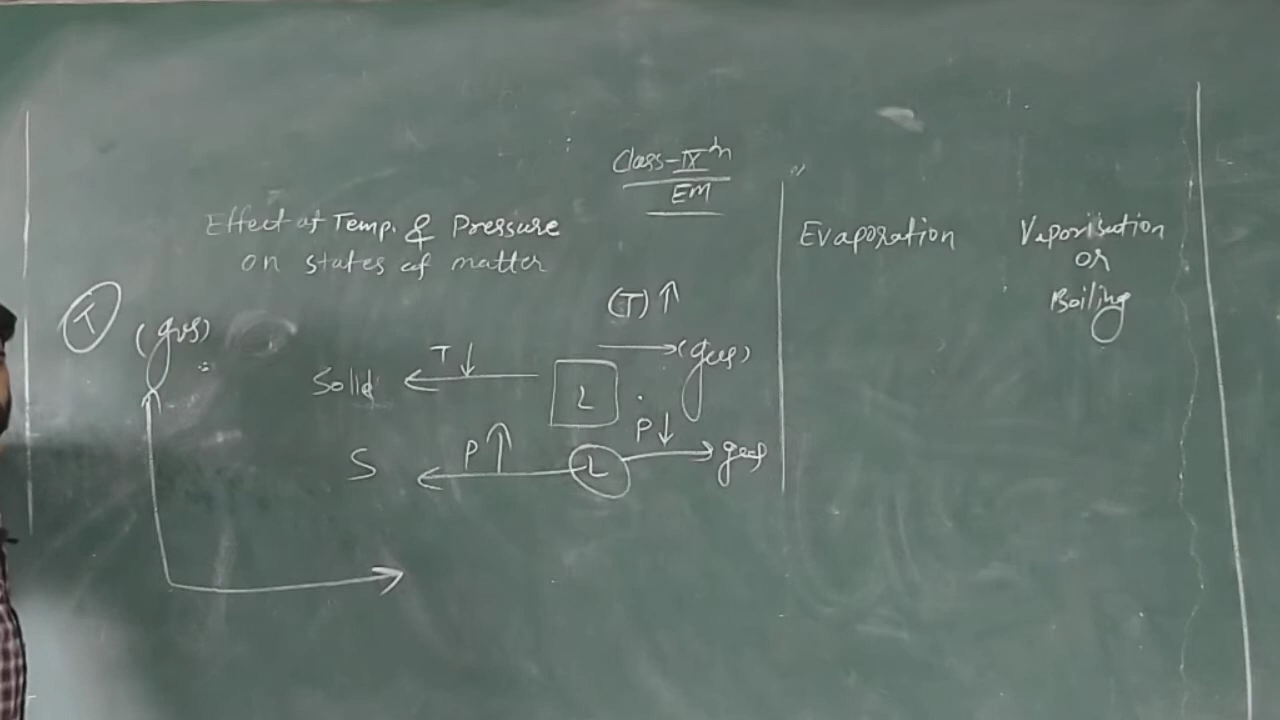 Class-IXth
EM
Effect of Temp. & Pressure
on states of matter
Evaporation
Vaporisation
or
Boiling
T
(gas)
(T)↑
Solid
T↓
L
(gas)
S
P↑
L
P↓
gas